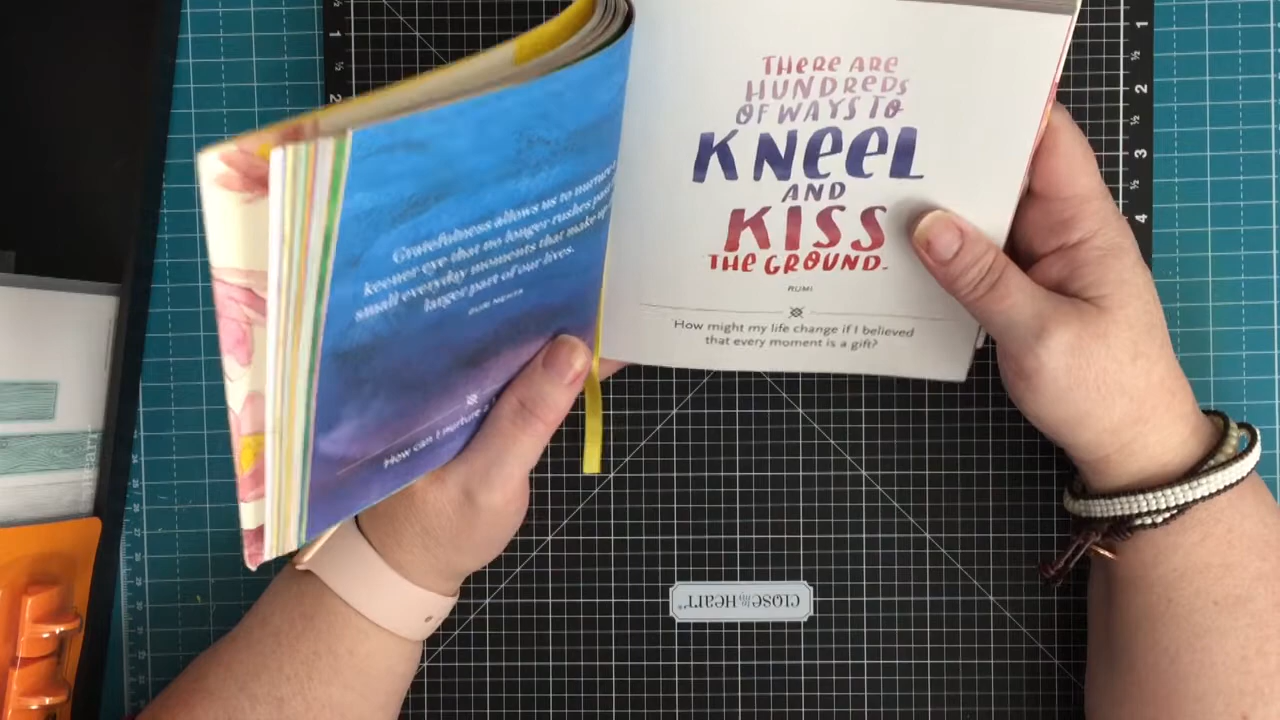 Gratefulness allows us to nurture
keener eye that no longer rushes past
small everyday moments that make up
larger part of our lives.
GURI MEHTA
How can I nurture a
THERE ARE
HUNDREDS
OF WAYS TO
KNEEL
AND
KISS
THE GROUND.
RUMI
How might my life change if I believed
that every moment is a gift?
CLOSE to my HEART®